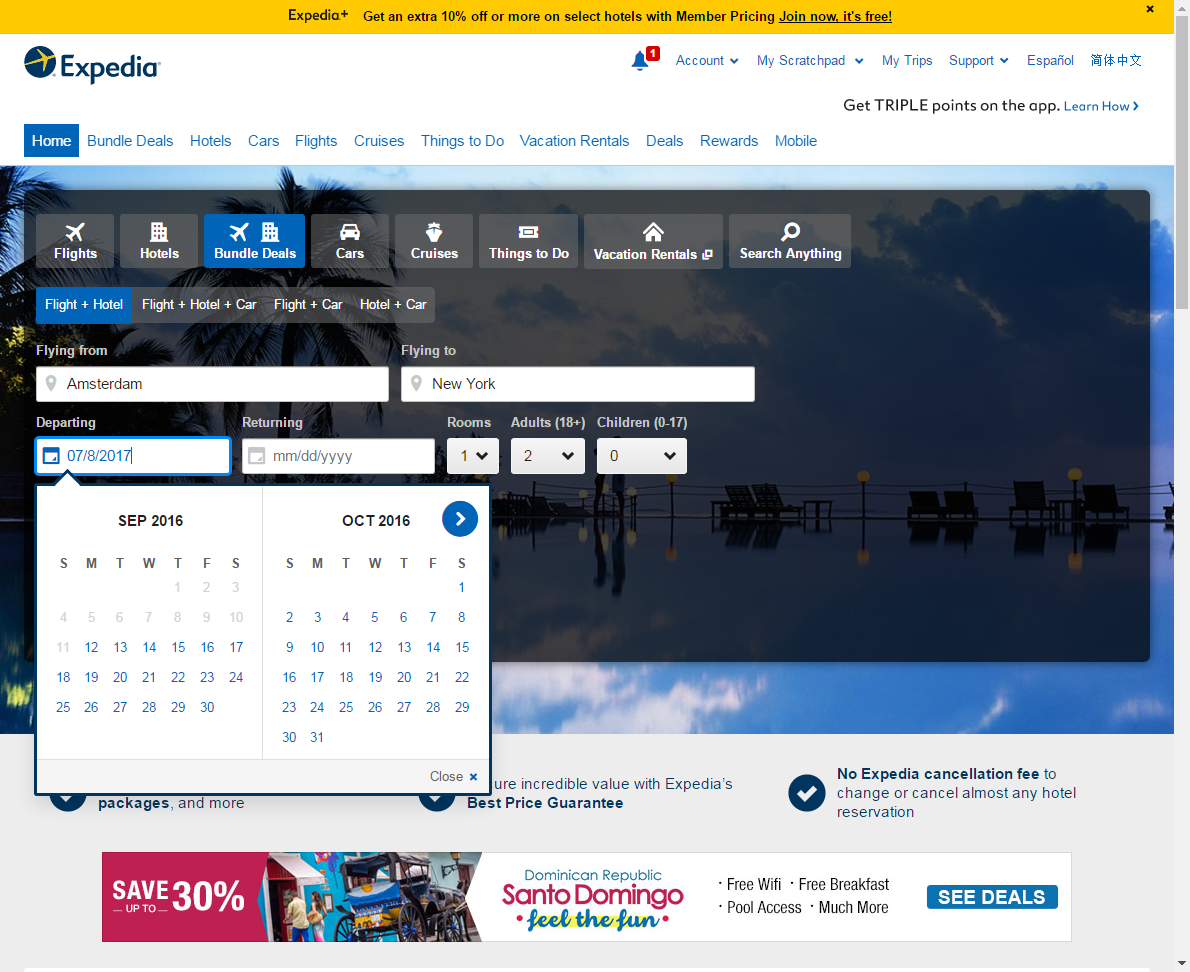 Expedia+ Get an extra 10% off or more on select hotels with Member Pricing Join now, it's free!
Expedia
1 Account My Scratchpad My Trips Support Español 简体中文
Get TRIPLE points on the app. Learn How
Home Bundle Deals Hotels Cars Flights Cruises Things to Do Vacation Rentals Deals Rewards Mobile
Flights Hotels Bundle Deals Cars Cruises Things to Do Vacation Rentals Search Anything
Flight + Hotel Flight + Hotel + Car Flight + Car Hotel + Car
Flying from Flying to
Amsterdam New York
Departing Returning Rooms Adults (18+) Children (0-17)
07/8/2017 mm/dd/yyyy 1 2 0
SEP 2016 OCT 2016
S M T W T F S S M T W T F S
1 2 3 1
4 5 6 7 8 9 10 2 3 4 5 6 7 8
11 12 13 14 15 16 17 9 10 11 12 13 14 15
18 19 20 21 22 23 24 16 17 18 19 20 21 22
25 26 27 28 29 30 23 24 25 26 27 28 29
30 31
Close
packages, and more
ure incredible value with Expedia's
Best Price Guarantee
No Expedia cancellation fee to
change or cancel almost any hotel
reservation
SAVE UP TO 30%
Dominican Republic
Santo Domingo
feel the fun
· Free Wifi · Free Breakfast
· Pool Access · Much More
SEE DEALS